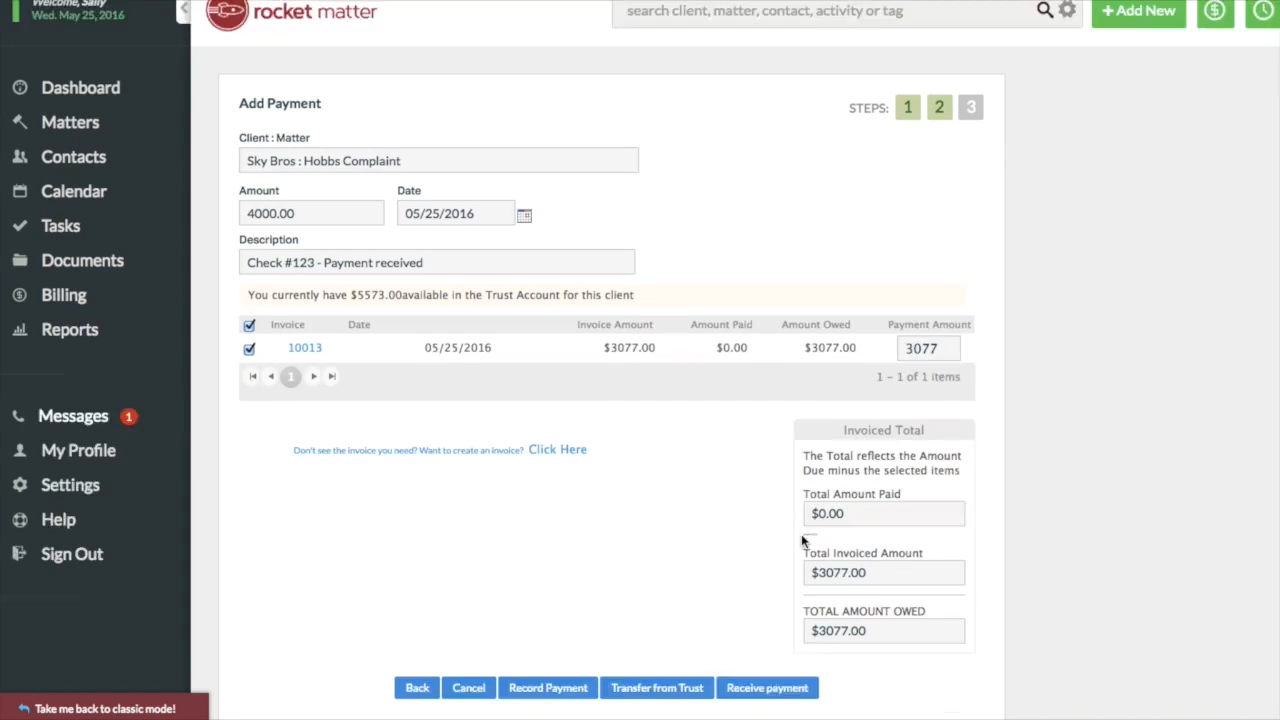 Welcome, Sally
Wed. May 25, 2016
rocket matter
search client, matter, contact, activity or tag
+ Add New
Dashboard
Matters
Contacts
Calendar
Tasks
Documents
Billing
Reports
Messages 1
My Profile
Settings
Help
Sign Out
Take me back to classic mode!
Add Payment
STEPS: 1 2 3
Client : Matter
Sky Bros : Hobbs Complaint
Amount Date
4000.00 05/25/2016
Description
Check #123 - Payment received
You currently have $5573.00available in the Trust Account for this client
Invoice Date Invoice Amount Amount Paid Amount Owed Payment Amount
10013 05/25/2016 $3077.00 $0.00 $3077.00 3077
1 1 - 1 of 1 items
Don't see the invoice you need? Want to create an invoice? Click Here
Invoiced Total
The Total reflects the Amount
Due minus the selected items
Total Amount Paid
$0.00
Total Invoiced Amount
$3077.00
TOTAL AMOUNT OWED
$3077.00
Back Cancel Record Payment Transfer from Trust Receive payment